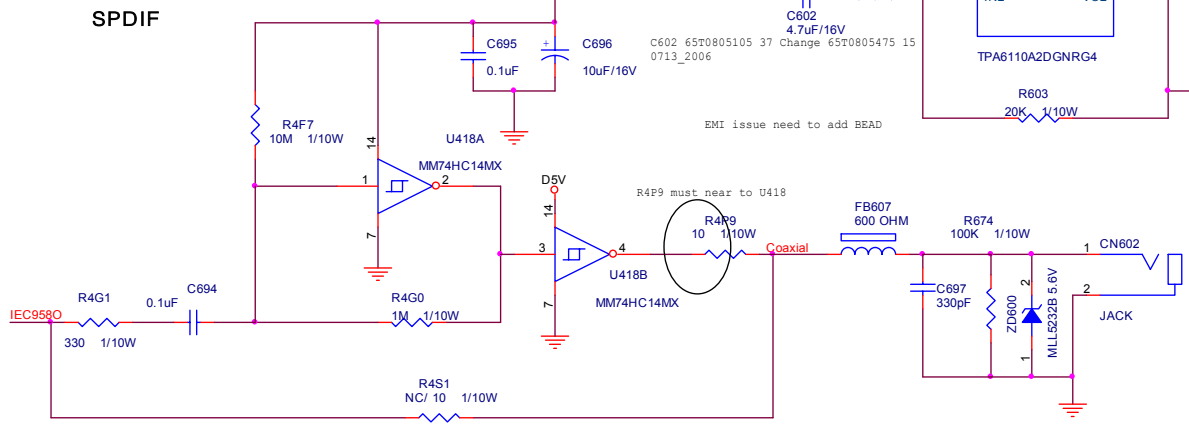 SPDIF
C695
0.1uF
C696
10uF/16V
C602
4.7uF/16V
C602 65T0805105 37 Change 65T0805475 15
0713_2006
TPA6110A2DGNRG4
R603
20K 1/10W
EMI issue need to add BEAD
R4F7
10M 1/10W
14
U418A
MM74HC14MX
1
2
7
D5V
R4P9 must near to U418
14
3
4
R4P9
10 1/10W
Coaxial
FB607
600 OHM
R674
100K 1/10W
1
CN602
U418B
MM74HC14MX
7
C697
330pF
ZD600
2
1
MLL5232B 5.6V
2
JACK
IEC958O
R4G1
330 1/10W
0.1uF
C694
R4G0
1M 1/10W
R4S1
NC/ 10 1/10W